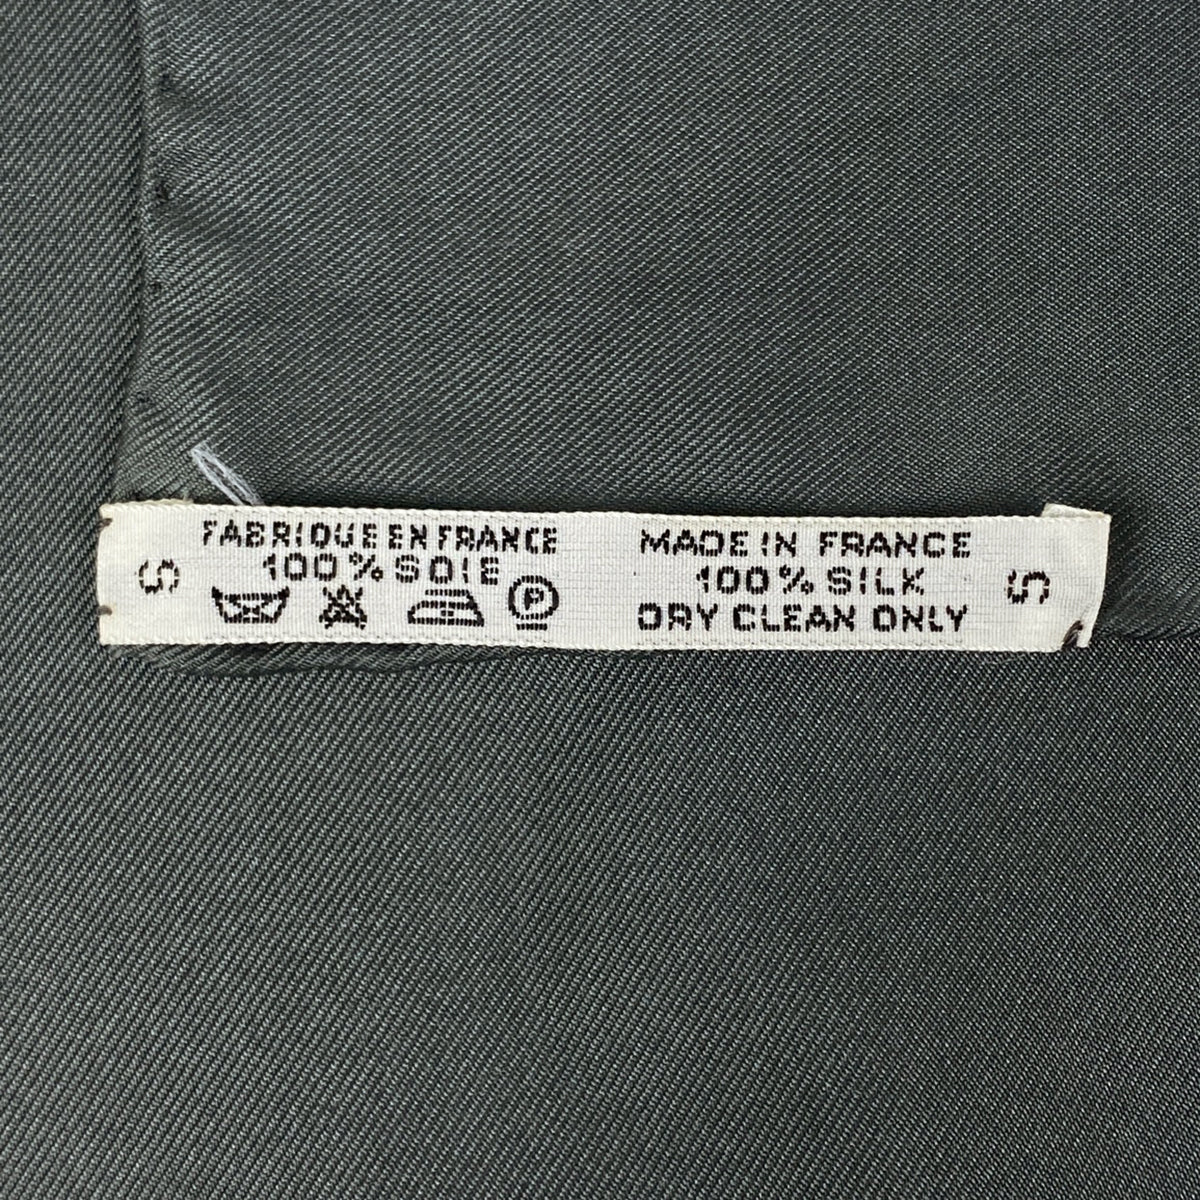 S
FABRIQUE EN FRANCE
100% SOIE
P
MADE IN FRANCE
100% SILK
DRY CLEAN ONLY
S